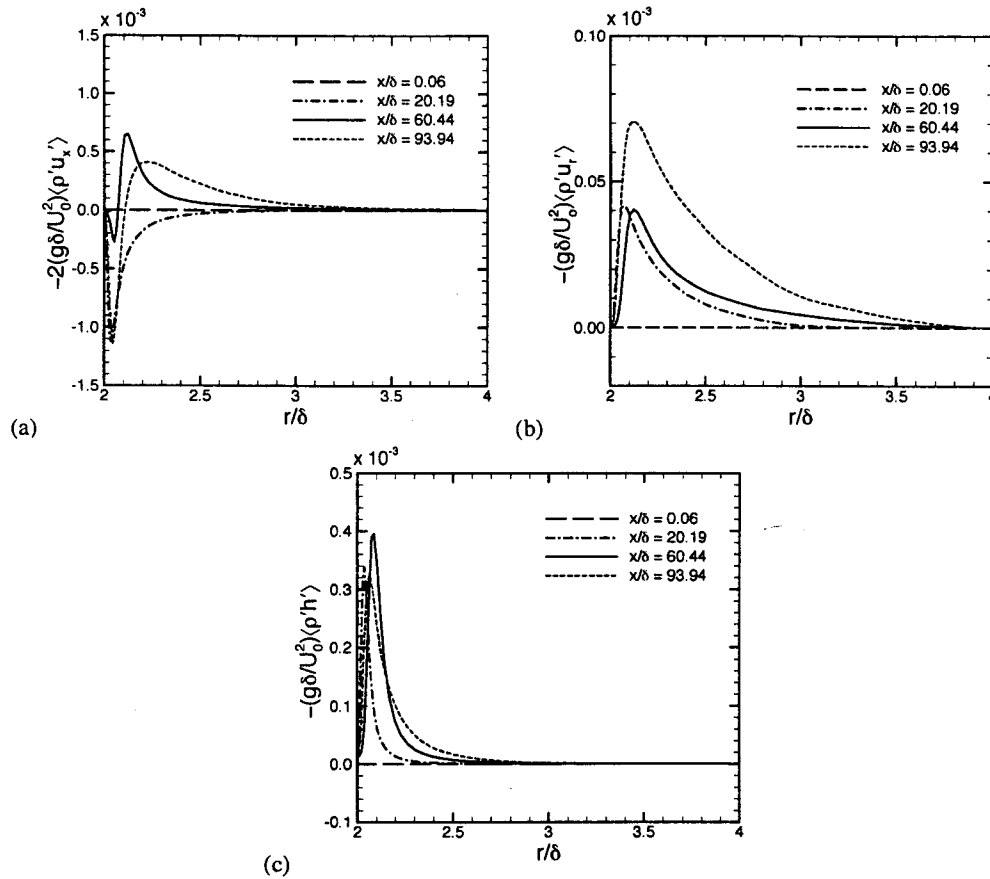 x 10⁻³
1.5
1.0
0.5
0.0
-0.5
-1.0
-1.5
−2(gδ/U₀²)⟨ρ′uₓ′⟩
x/δ = 0.06
x/δ = 20.19
x/δ = 60.44
x/δ = 93.94
2 2.5 3 3.5 4
r/δ
(a)
x 10⁻³
0.10
0.05
0.00
−(gδ/U₀²)⟨ρ′uᵣ′⟩
x/δ = 0.06
x/δ = 20.19
x/δ = 60.44
x/δ = 93.94
2 2.5 3 3.5 4
r/δ
(b)
x 10⁻³
0.5
0.4
0.3
0.2
0.1
0.0
-0.1
−(gδ/U₀²)⟨ρ′h′⟩
x/δ = 0.06
x/δ = 20.19
x/δ = 60.44
x/δ = 93.94
2 2.5 3 3.5 4
r/δ
(c)